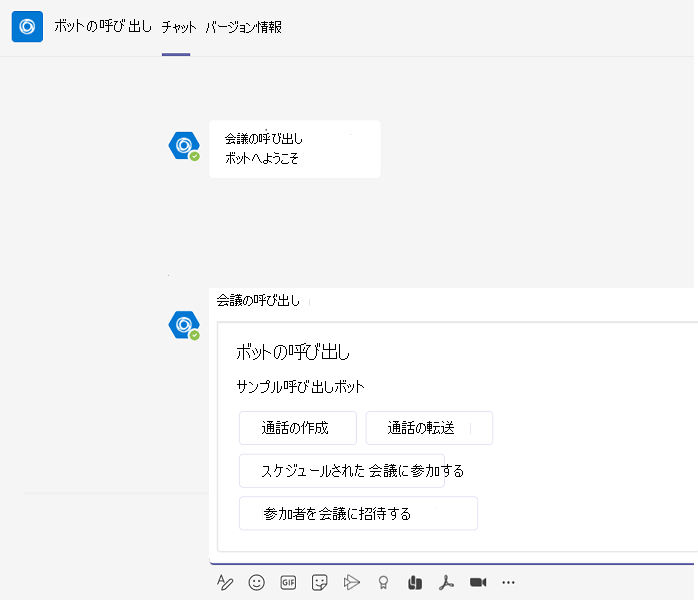 ボットの呼び出し チャット バージョン情報
会議の呼び出し
ボットへようこそ
会議の呼び出し
ボットの呼び出し
サンプル呼び出しボット
通話の作成 通話の転送
スケジュールされた 会議に参加する
参加者を会議に招待する
GIF